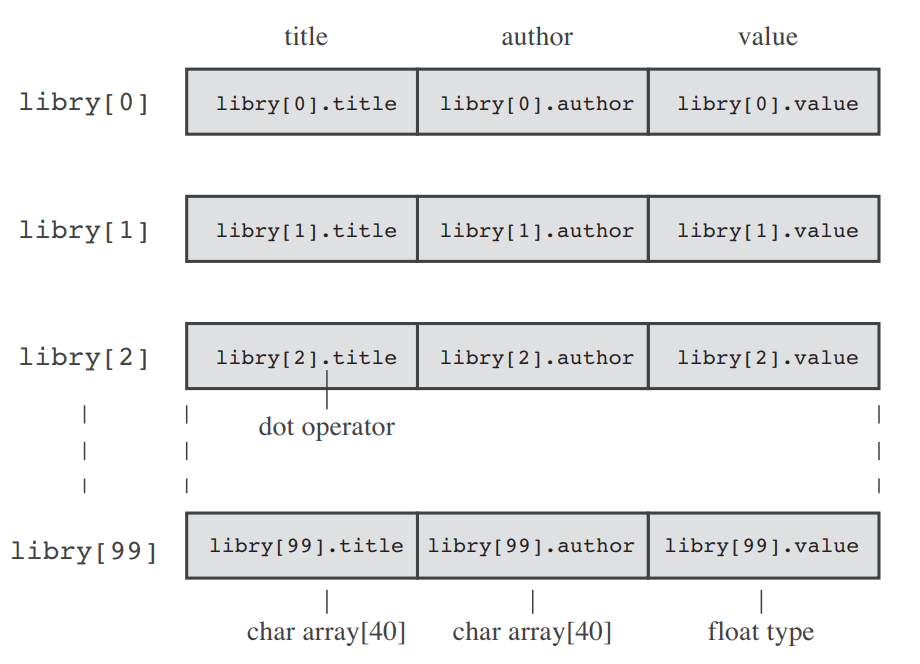 title author value
libry[0] libry[0].title libry[0].author libry[0].value
libry[1] libry[1].title libry[1].author libry[1].value
libry[2] libry[2].title libry[2].author libry[2].value
dot operator
libry[99] libry[99].title libry[99].author libry[99].value
char array[40] char array[40] float type